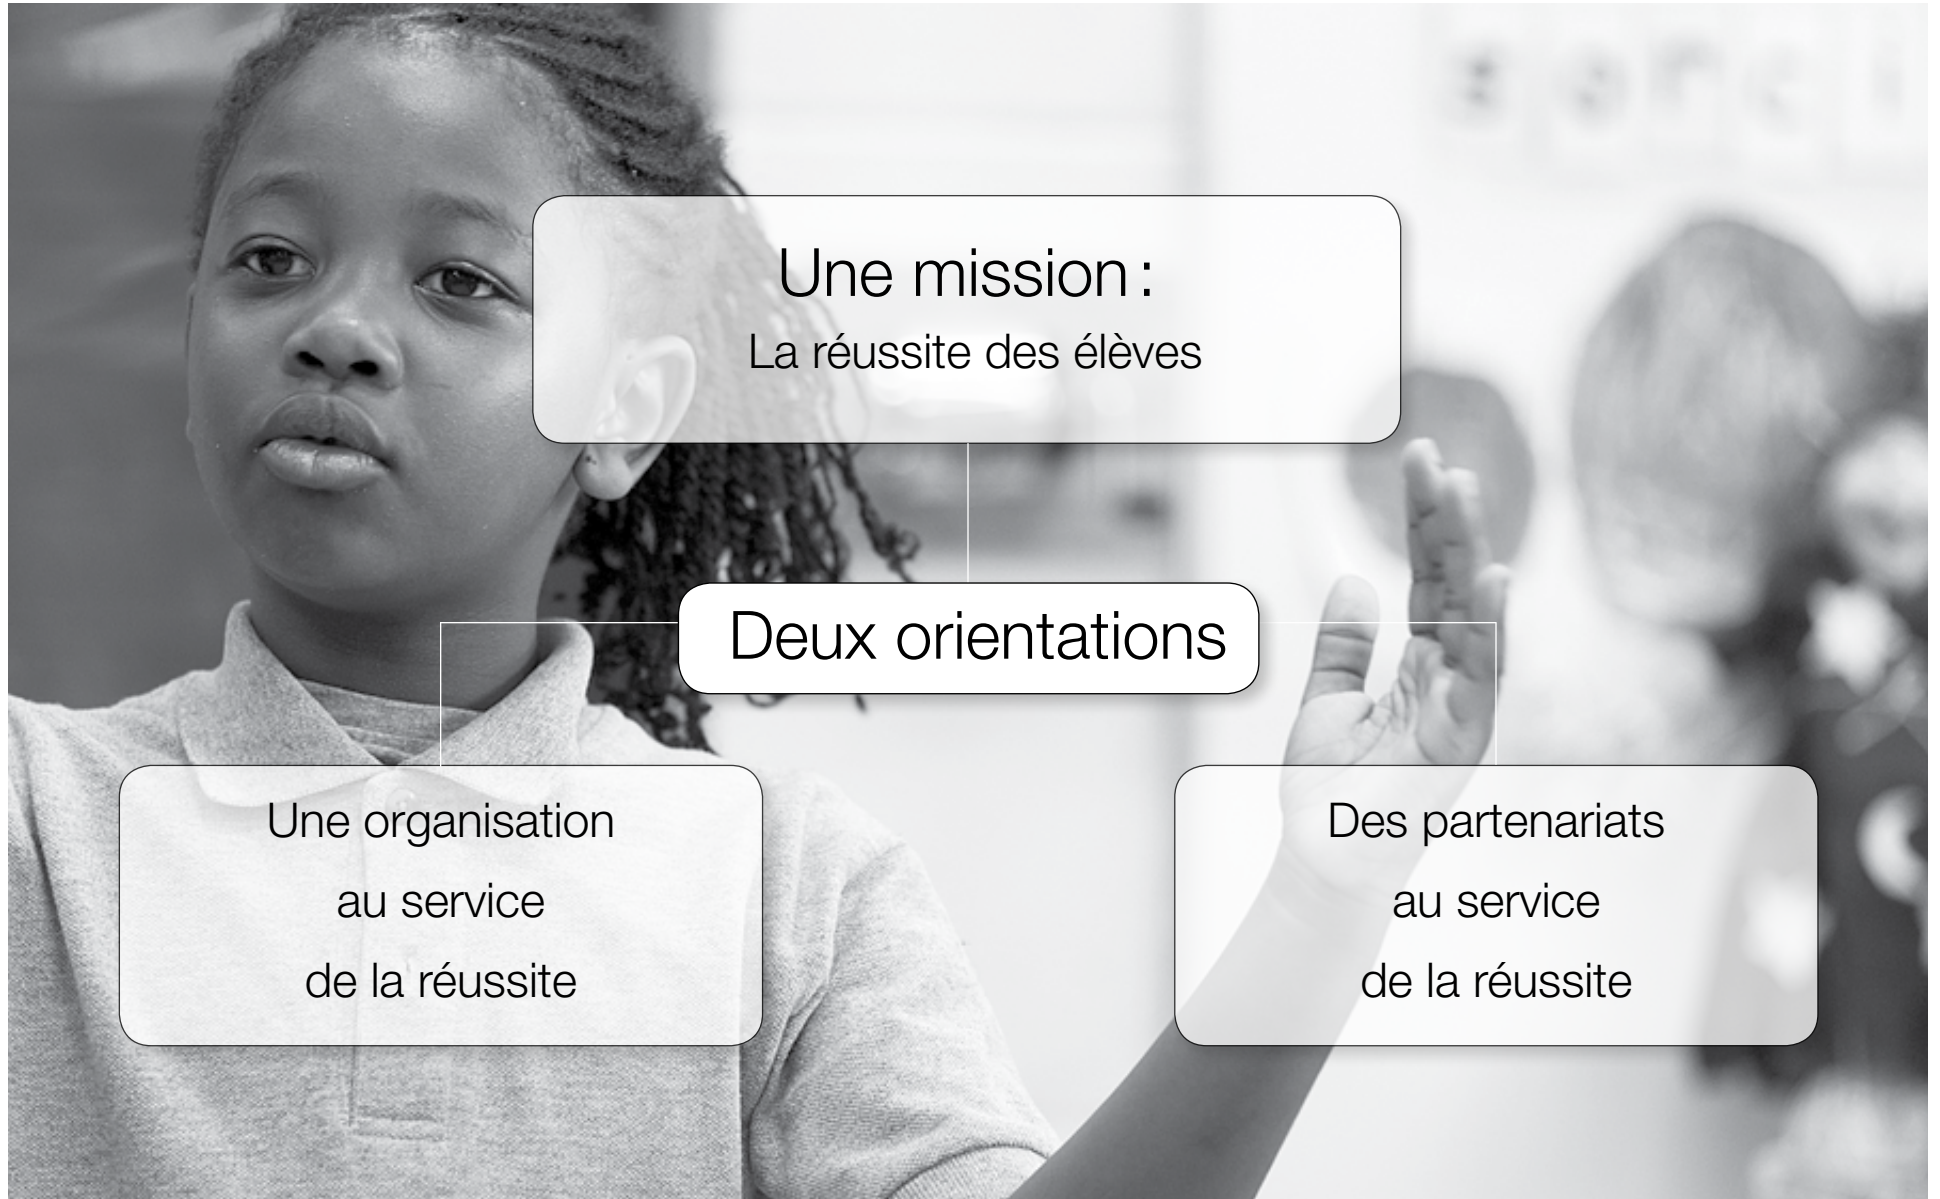 Une mission :
La réussite des élèves
Deux orientations
Une organisation
au service
de la réussite
Des partenariats
au service
de la réussite